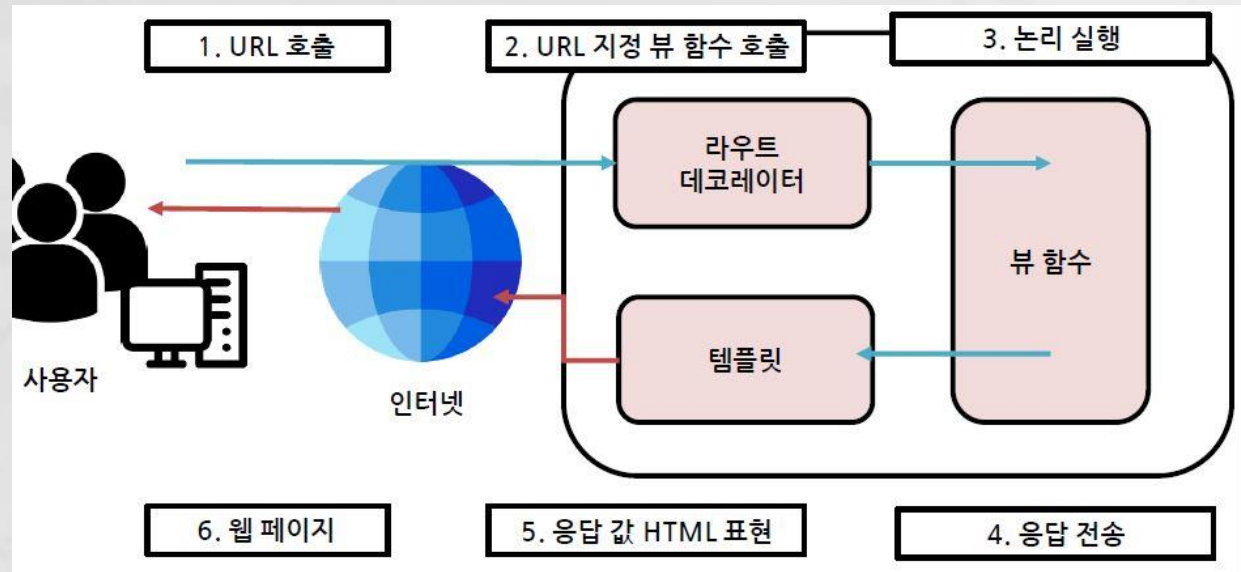 1. URL 호출
2. URL 지정 뷰 함수 호출
3. 논리 실행
라우트
데코레이터
뷰 함수
템플릿
사용자
인터넷
6. 웹 페이지
5. 응답 값 HTML 표현
4. 응답 전송